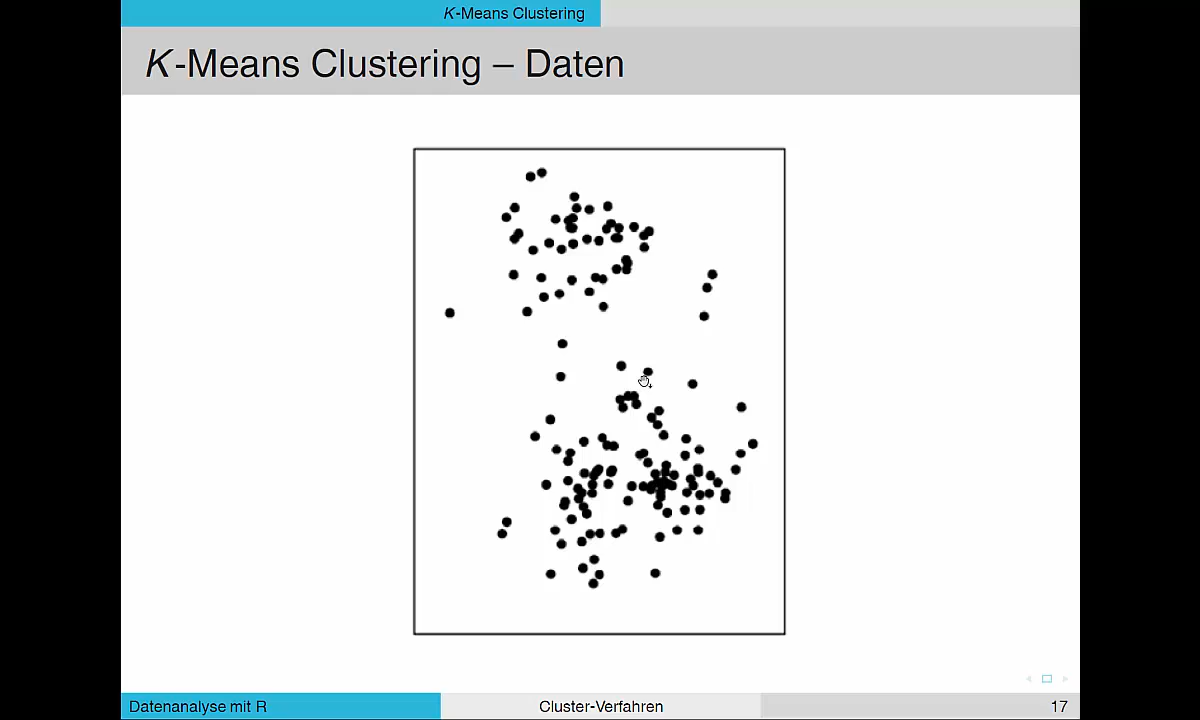 K-Means Clustering
K-Means Clustering – Daten
Datenanalyse mit R
Cluster-Verfahren
17